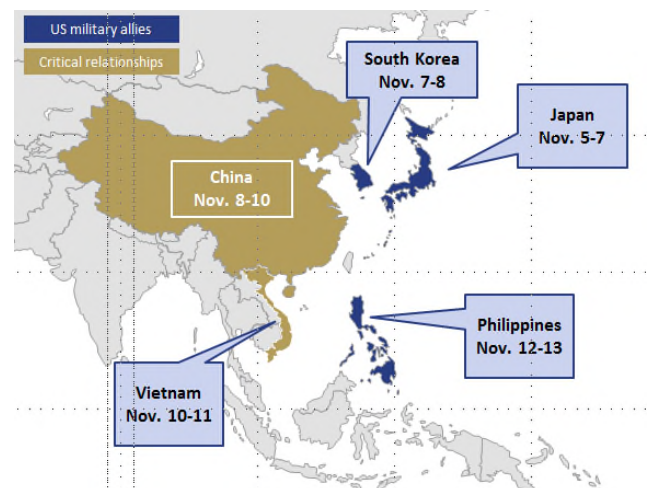 US military allies
Critical relationships
South Korea
Nov. 7-8
Japan
Nov. 5-7
China
Nov. 8-10
Philippines
Nov. 12-13
Vietnam
Nov. 10-11